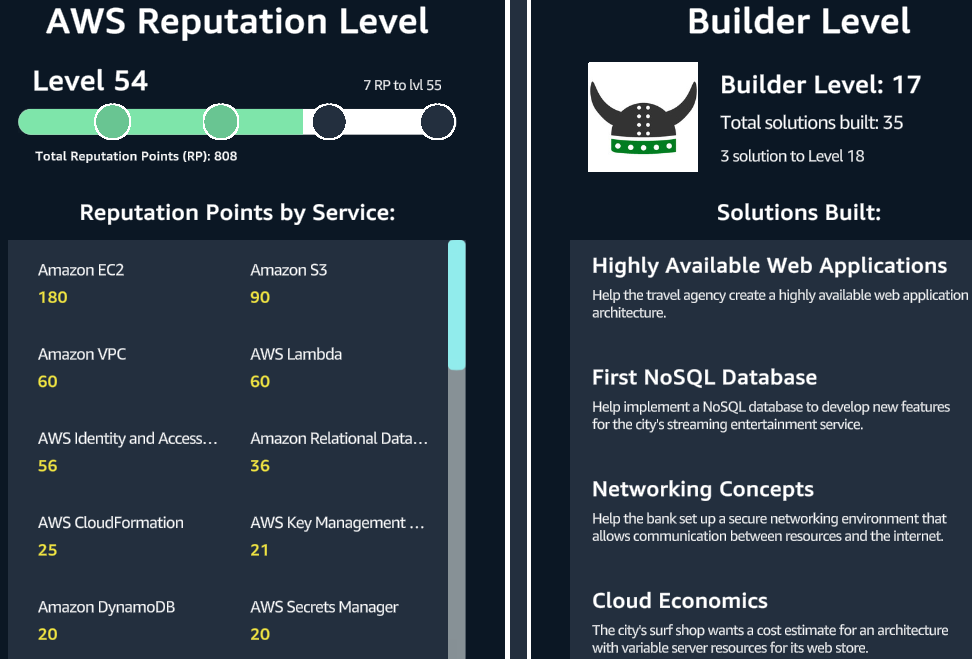 AWS Reputation Level
Level 54
7 RP to lvl 55
Total Reputation Points (RP): 808
Reputation Points by Service:
Amazon EC2
180
Amazon S3
90
Amazon VPC
60
AWS Lambda
60
AWS Identity and Access...
56
Amazon Relational Data...
36
AWS CloudFormation
25
AWS Key Management ...
21
Amazon DynamoDB
20
AWS Secrets Manager
20
Builder Level
Builder Level: 17
Total solutions built: 35
3 solution to Level 18
Solutions Built:
Highly Available Web Applications
Help the travel agency create a highly available web application
architecture.
First NoSQL Database
Help implement a NoSQL database to develop new features
for the city's streaming entertainment service.
Networking Concepts
Help the bank set up a secure networking environment that
allows communication between resources and the internet.
Cloud Economics
The city's surf shop wants a cost estimate for an architecture
with variable server resources for its web store.